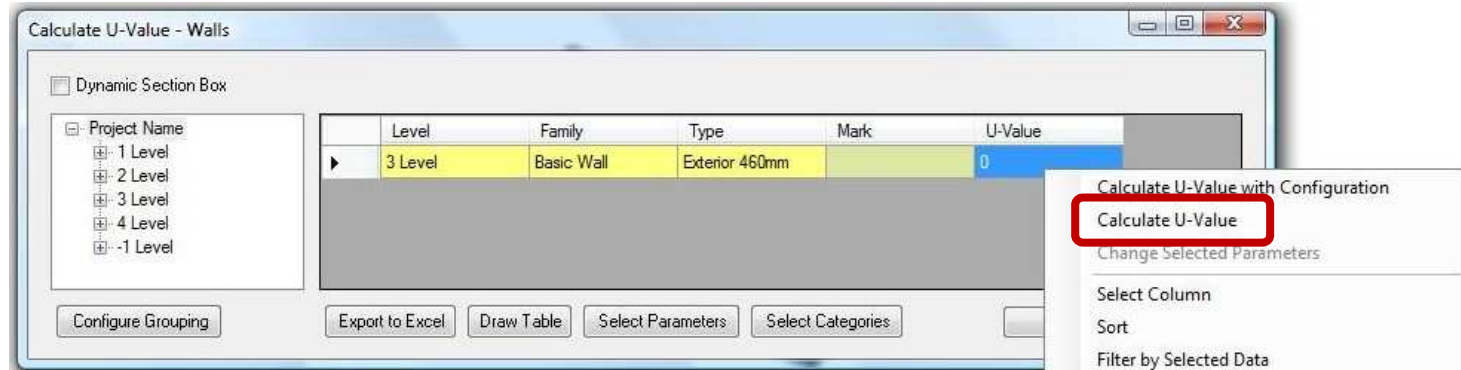 Calculate U-Value - Walls
Dynamic Section Box
Project Name
1 Level
2 Level
3 Level
4 Level
-1 Level
Level Family Type Mark U-Value
3 Level Basic Wall Exterior 460mm 0
Calculate U-Value with Configuration
Calculate U-Value
Change Selected Parameters
Select Column
Sort
Filter by Selected Data
Configure Grouping Export to Excel Draw Table Select Parameters Select Categories